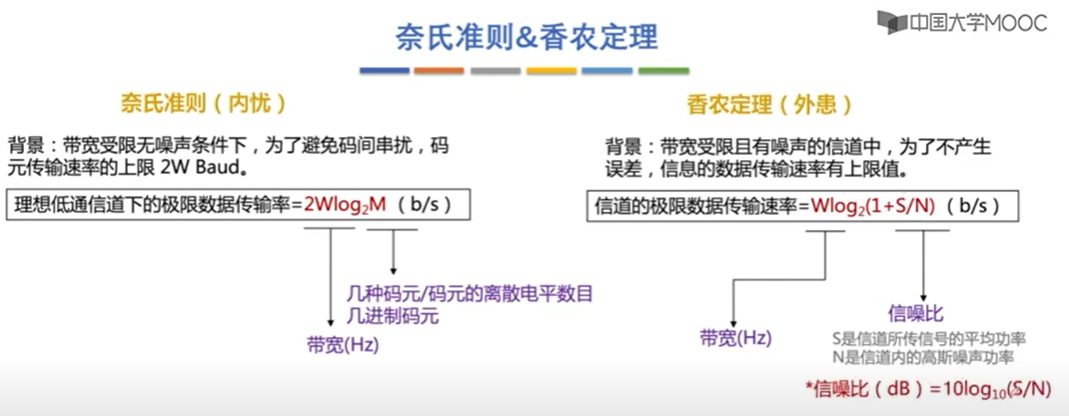 中国大学MOOC
奈氏准则&香农定理
奈氏准则（内忧）
背景：带宽受限无噪声条件下，为了避免码间串扰，码
元传输速率的上限 2W Baud。
理想低通信道下的极限数据传输率=2Wlog₂M （b/s）
几种码元/码元的离散电平数目
几进制码元
带宽(Hz)
香农定理（外患）
背景：带宽受限且有噪声的信道中，为了不产生
误差，信息的数据传输速率有上限值。
信道的极限数据传输速率=Wlog₂(1+S/N)（b/s）
带宽(Hz)
信噪比
S是信道所传信号的平均功率
N是信道内的高斯噪声功率
*信噪比（dB）=10log₁₀(S/N)